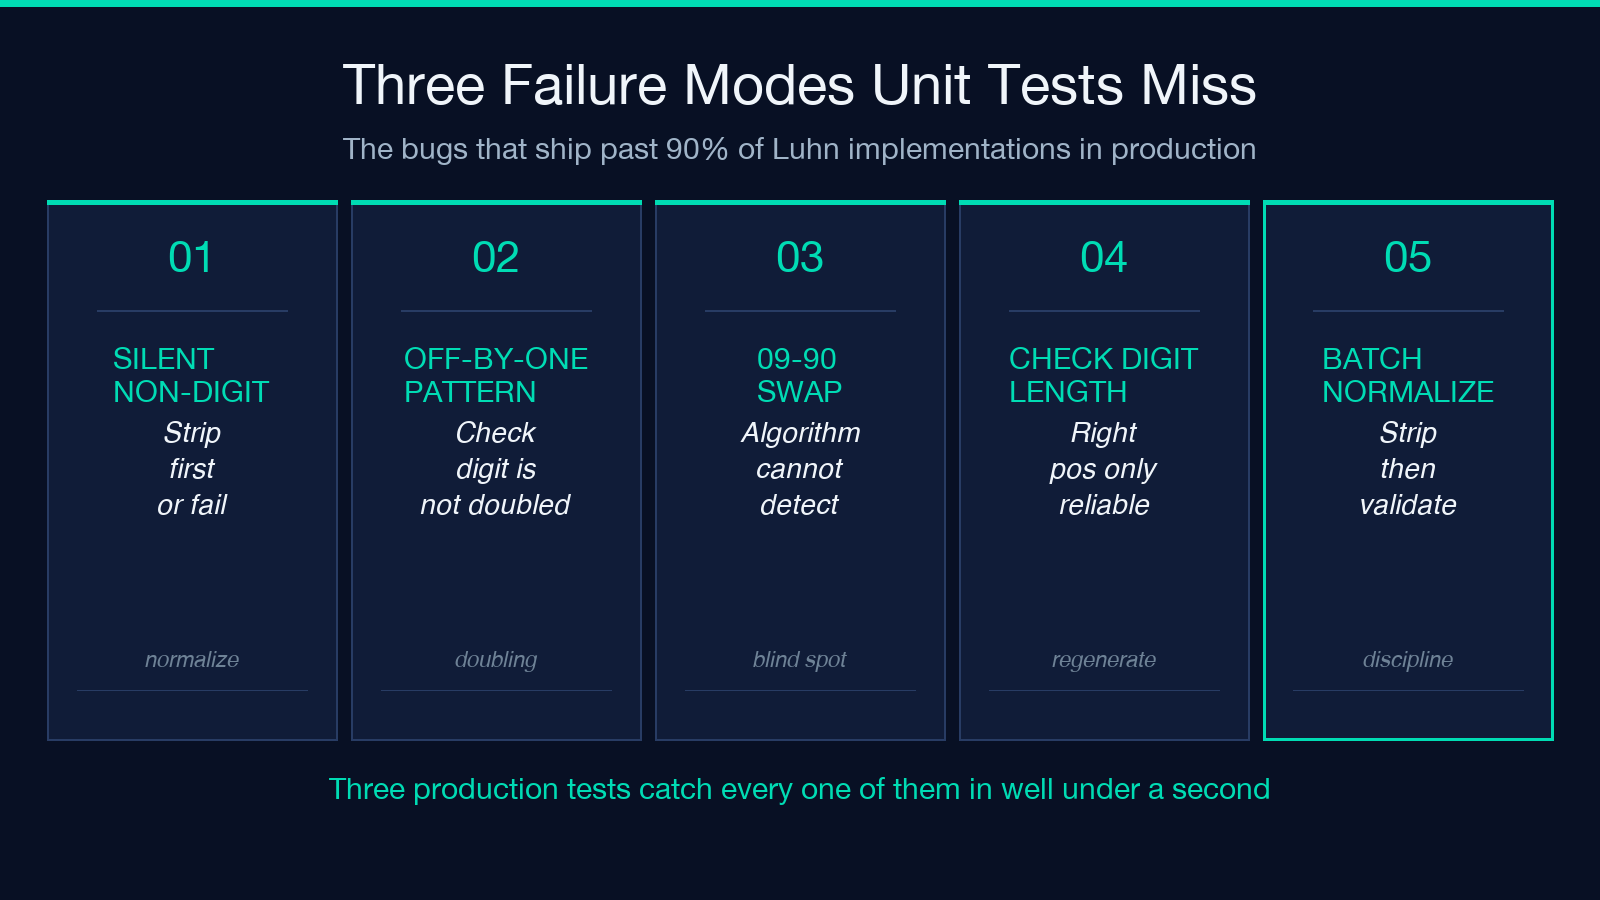 Three Failure Modes Unit Tests Miss
The bugs that ship past 90% of Luhn implementations in production
01
SILENT
NON-DIGIT
Strip
first
or fail
normalize
02
OFF-BY-ONE
PATTERN
Check
digit is
not doubled
doubling
03
09-90
SWAP
Algorithm
cannot
detect
blind spot
04
CHECK DIGIT
LENGTH
Right
pos only
reliable
regenerate
05
BATCH
NORMALIZE
Strip
then
validate
discipline
Three production tests catch every one of them in well under a second